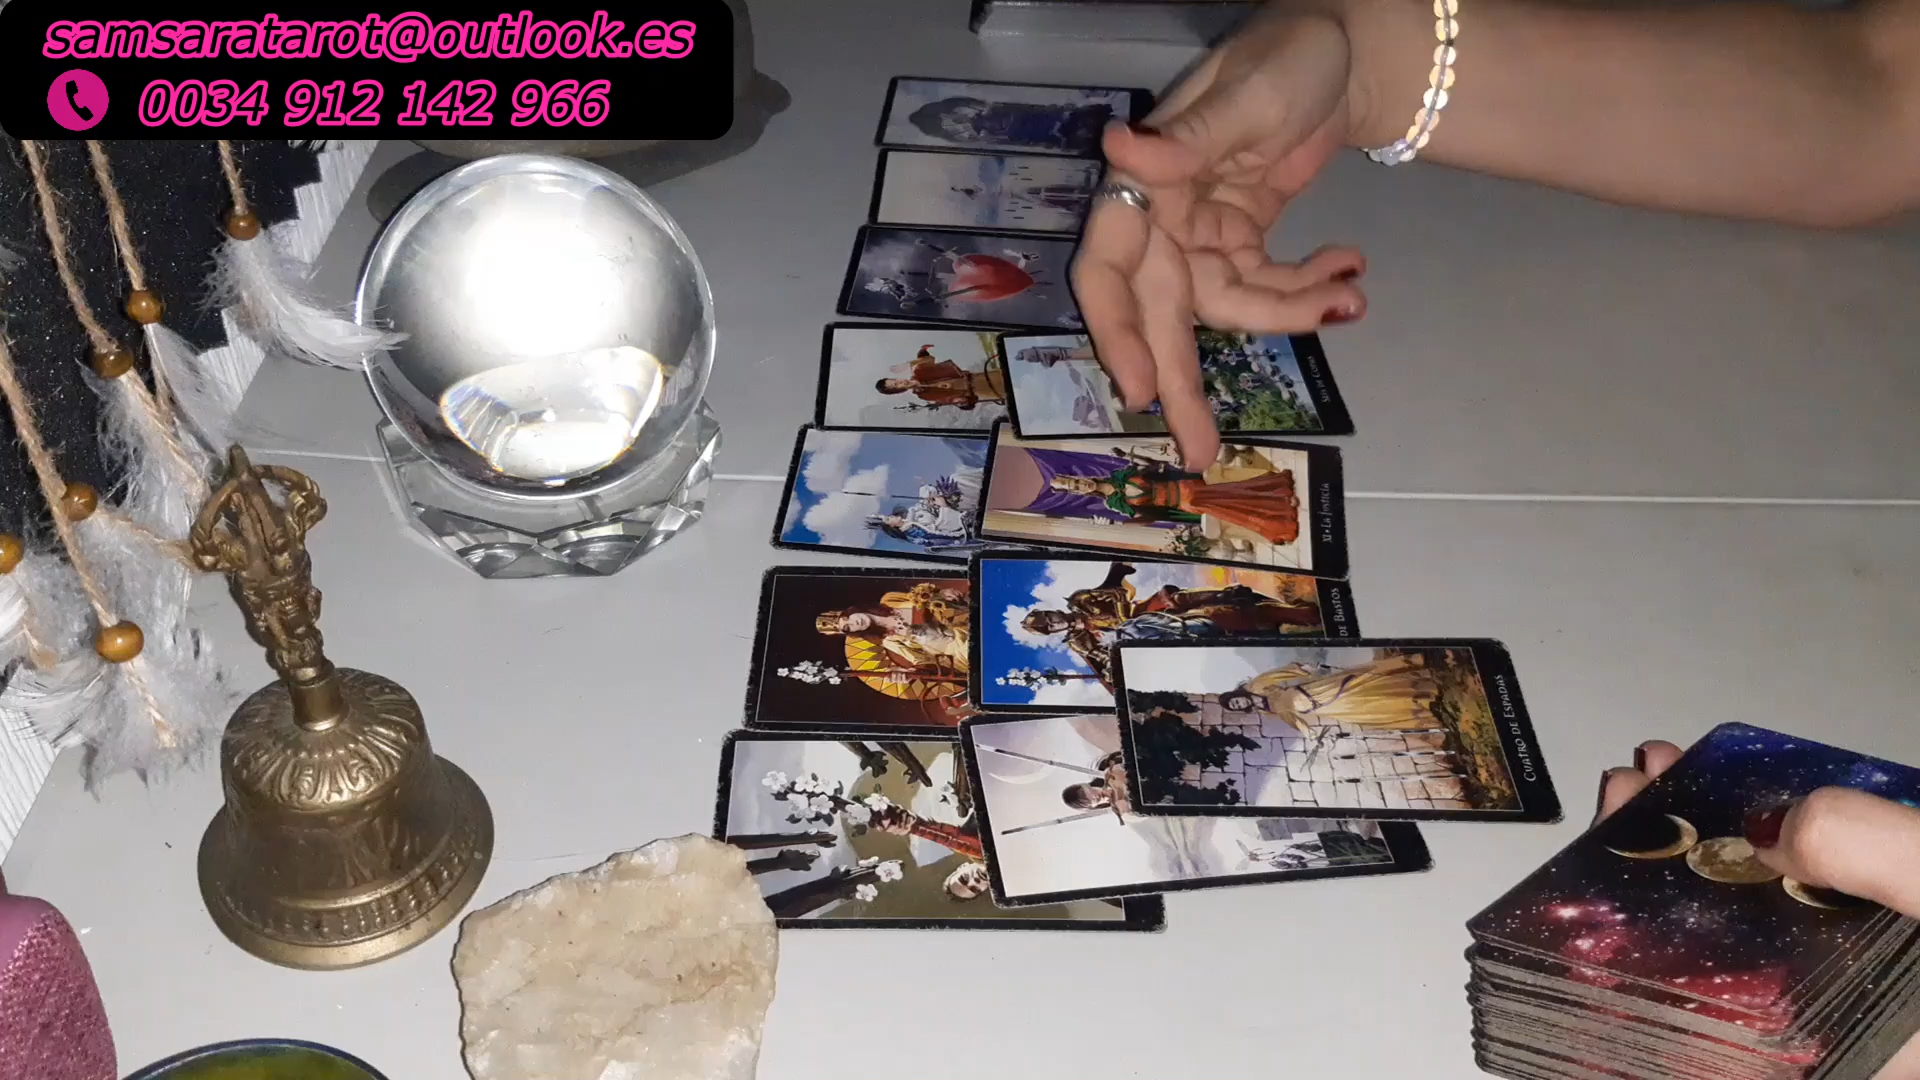 samsaratarot@outlook.es
0034 912 142 966
Seis de Copas
XI • La Justicia
de Bastos
Cuatro de Espadas